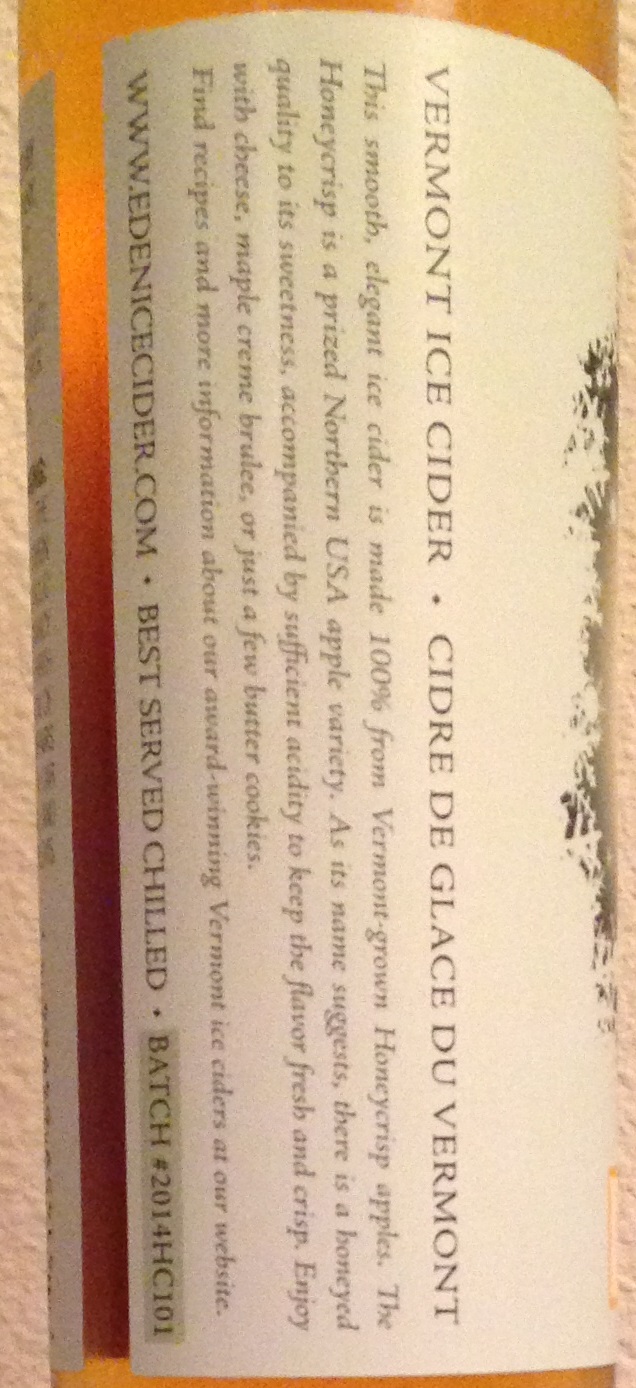 VERMONT ICE CIDER • CIDRE DE GLACE DU VERMONT
This smooth, elegant ice cider is made 100% from Vermont-grown Honeycrisp apples. The
Honeycrisp is a prized Northern USA apple variety. As its name suggests, there is a honeyed
quality to its sweetness, accompanied by sufficient acidity to keep the flavor fresh and crisp. Enjoy
with cheese, maple creme brulee, or just a few butter cookies.
Find recipes and more information about our award-winning Vermont ice ciders at our website.
WWW.EDENICECIDER.COM • BEST SERVED CHILLED • BATCH #2014HC101